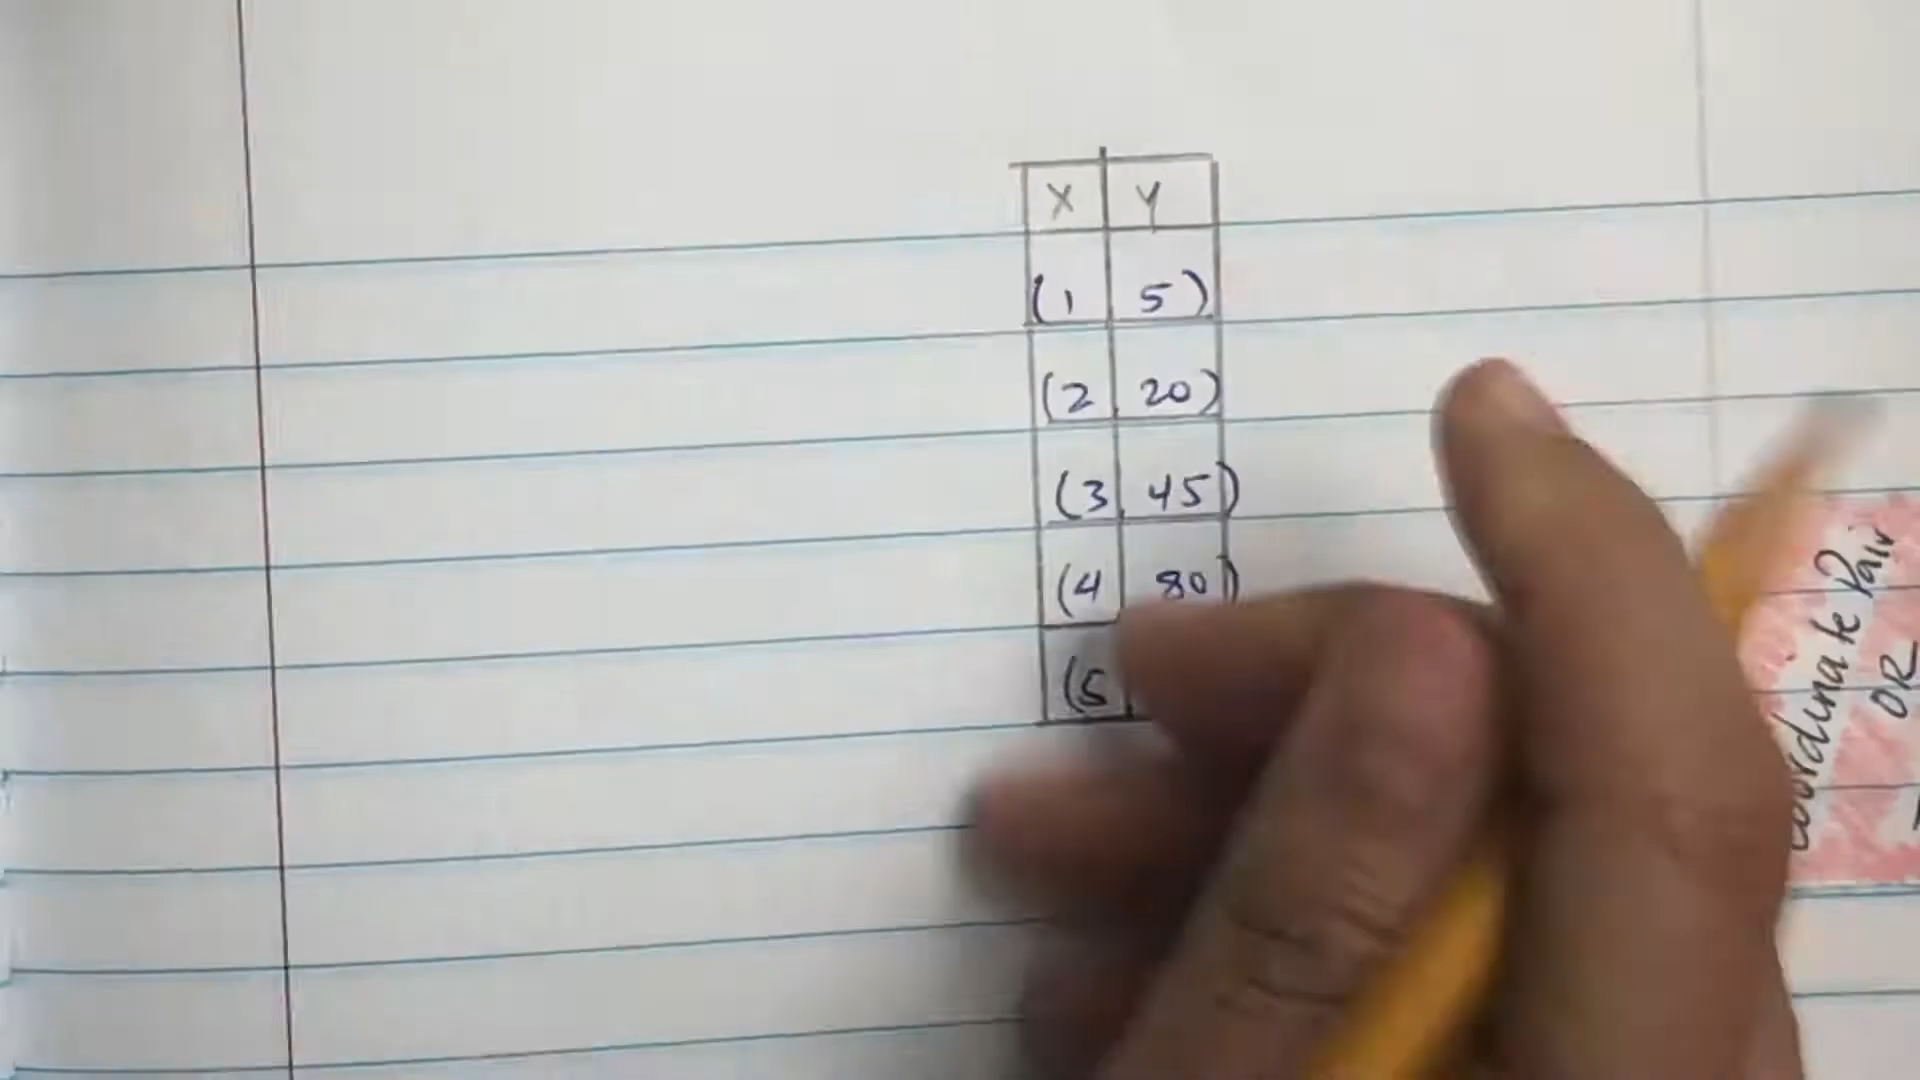 X Y
(1 5)
(2 20)
(3 45)
(4 80)
(5
Coordinate Pair
OR